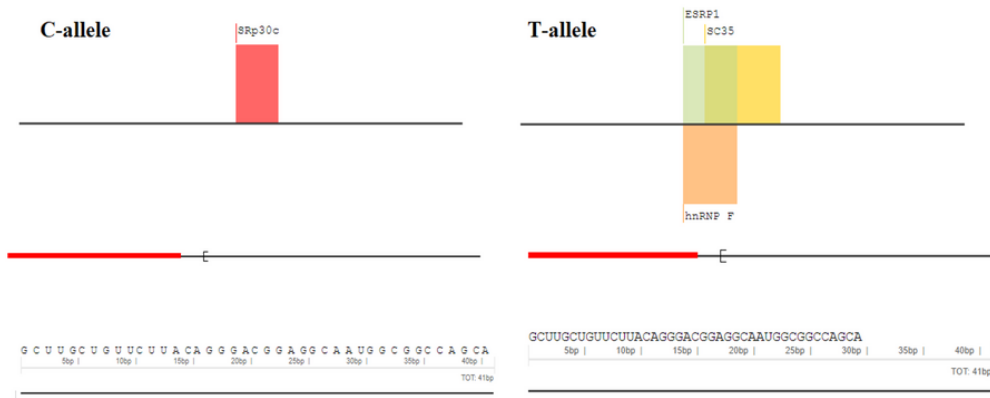 C-allele
SRp30c
G C U U G C U G U U C U U A C A G G G A C G G A G G C A A U G G C G G C C A G C A
5bp | 10bp | 15bp | 20bp | 25bp | 30bp | 35bp | 40bp |
TOT: 41bp
T-allele
ESRP1
SC35
hnRNP F
GCUUGCUGUUCUUACAGGGACGGAGGCAAUGGCGGCCAGCA
5bp | 10bp | 15bp | 20bp | 25bp | 30bp | 35bp | 40bp |
TOT: 41bp